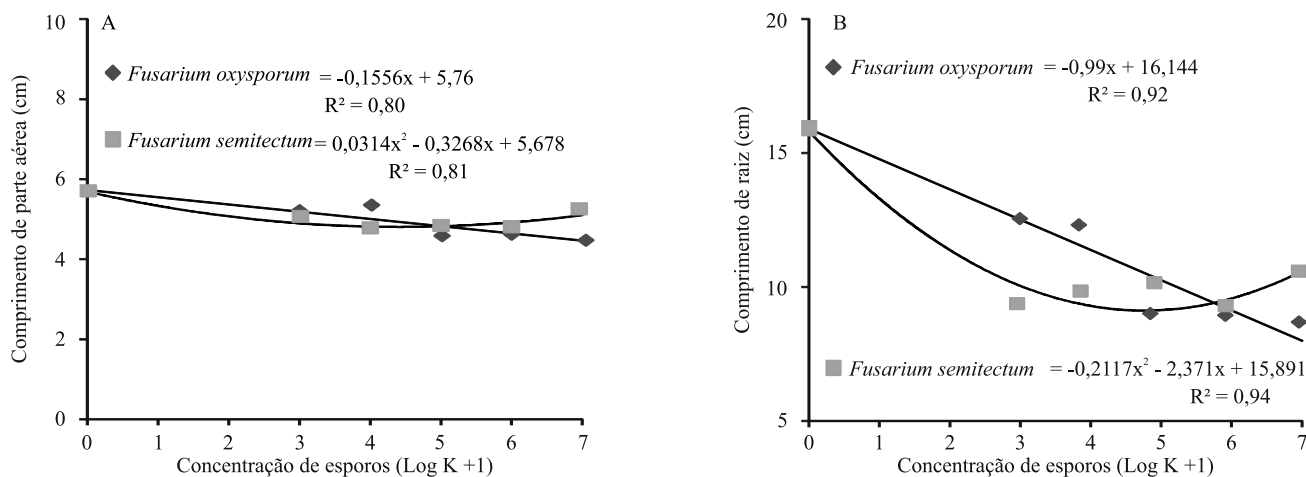 A
10
8
6
4
2
0
Comprimento de parte aérea (cm)
Fusarium oxysporum = -0,1556x + 5,76
R² = 0,80
Fusarium semitectum = 0,0314x² - 0,3268x + 5,678
R² = 0,81
0 1 2 3 4 5 6 7
Concentração de esporos (Log K +1)
B
20
15
10
5
Comprimento de raiz (cm)
Fusarium oxysporum = -0,99x + 16,144
R² = 0,92
Fusarium semitectum = -0,2117x² - 2,371x + 15,891
R² = 0,94
0 1 2 3 4 5 6 7
Concentração de esporos (Log K +1)